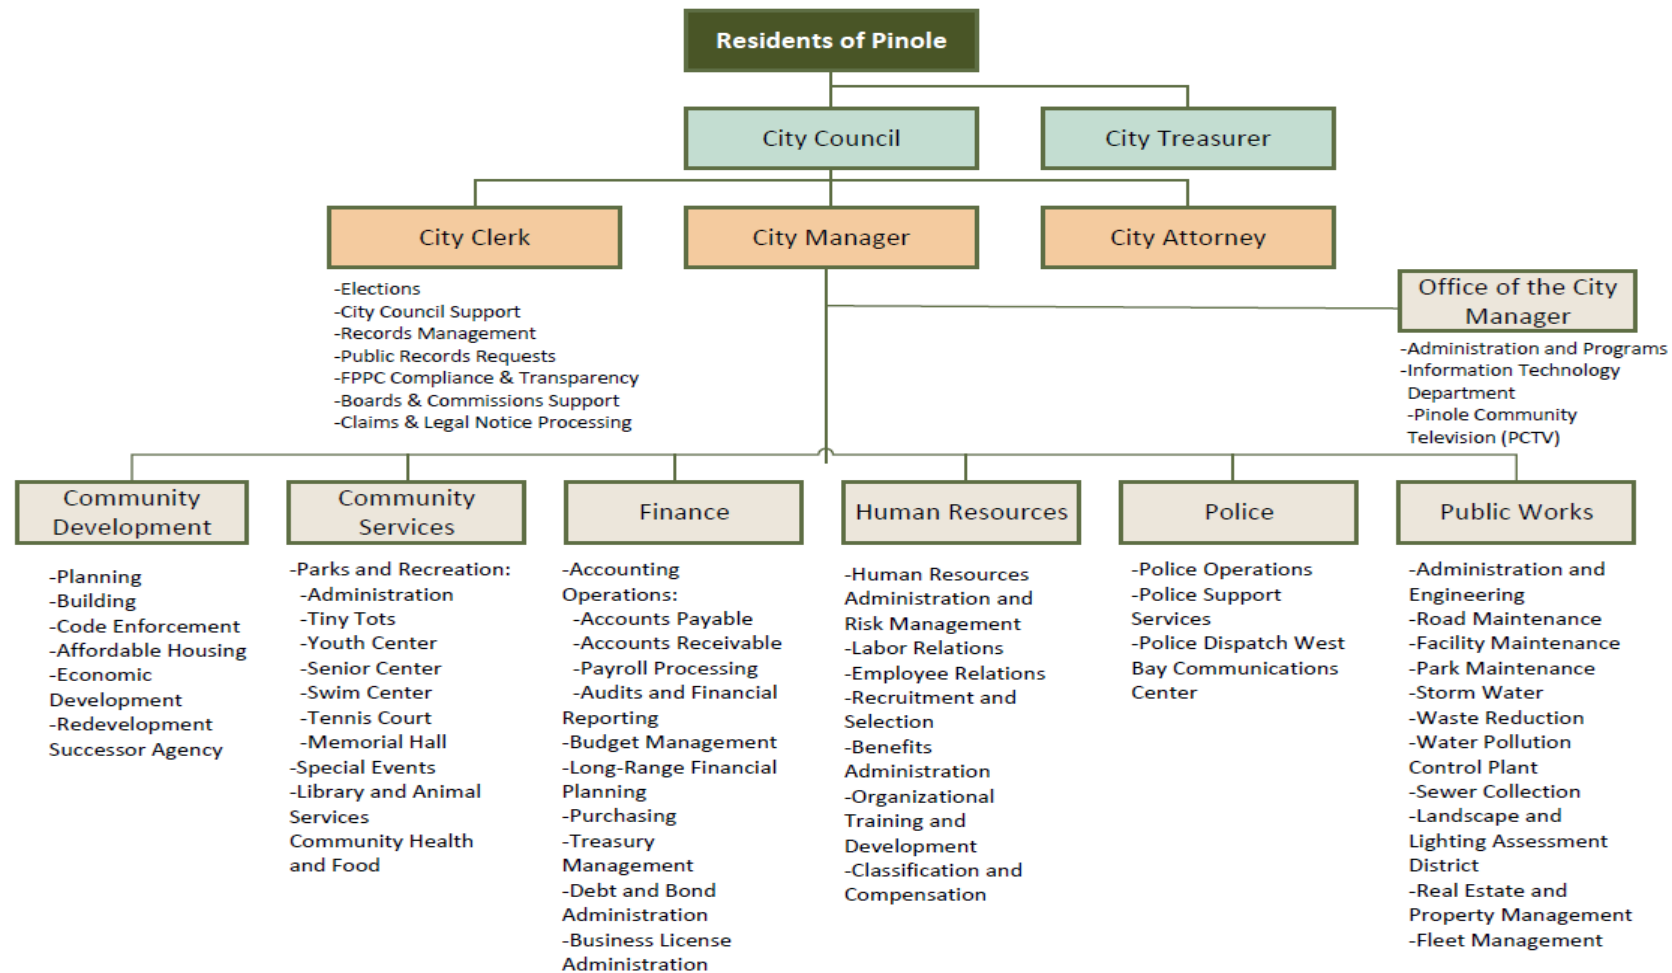 Residents of Pinole
City Council
City Treasurer
City Clerk
City Manager
City Attorney
-Elections
-City Council Support
-Records Management
-Public Records Requests
-FPPC Compliance & Transparency
-Boards & Commissions Support
-Claims & Legal Notice Processing
Office of the City
Manager
-Administration and Programs
-Information Technology
Department
-Pinole Community
Television (PCTV)
Community
Development
-Planning
-Building
-Code Enforcement
-Affordable Housing
-Economic
Development
-Redevelopment
Successor Agency
Community
Services
-Parks and Recreation:
-Administration
-Tiny Tots
-Youth Center
-Senior Center
-Swim Center
-Tennis Court
-Memorial Hall
-Special Events
-Library and Animal
Services
Community Health
and Food
Finance
-Accounting
Operations:
-Accounts Payable
-Accounts Receivable
-Payroll Processing
-Audits and Financial
Reporting
-Budget Management
-Long-Range Financial
Planning
-Purchasing
-Treasury
Management
-Debt and Bond
Administration
-Business License
Administration
Human Resources
-Human Resources
Administration and
Risk Management
-Labor Relations
-Employee Relations
-Recruitment and
Selection
-Benefits
Administration
-Organizational
Training and
Development
-Classification and
Compensation
Police
-Police Operations
-Police Support
Services
-Police Dispatch West
Bay Communications
Center
Public Works
-Administration and
Engineering
-Road Maintenance
-Facility Maintenance
-Park Maintenance
-Storm Water
-Waste Reduction
-Water Pollution
Control Plant
-Sewer Collection
-Landscape and
Lighting Assessment
District
-Real Estate and
Property Management
-Fleet Management